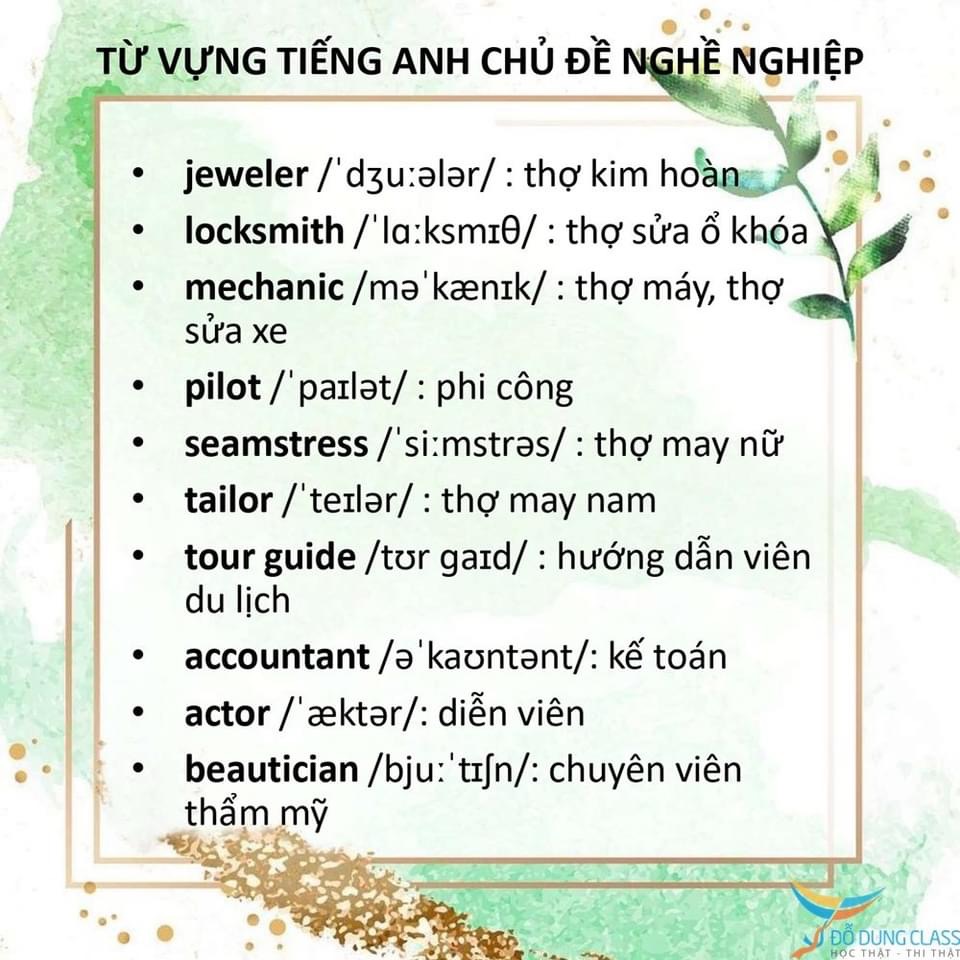 TỪ VỰNG TIẾNG ANH CHỦ ĐỀ NGHỀ NGHIỆP
• jeweler /ˈdʒuːələr/ : thợ kim hoàn
• locksmith /ˈlɑːksmɪθ/ : thợ sửa ổ khóa
• mechanic /məˈkænɪk/ : thợ máy, thợ
sửa xe
• pilot /ˈpaɪlət/ : phi công
• seamstress /ˈsiːmstrəs/ : thợ may nữ
• tailor /ˈteɪlər/ : thợ may nam
• tour guide /tʊr ɡaɪd/ : hướng dẫn viên
du lịch
• accountant /əˈkaʊntənt/: kế toán
• actor /ˈæktər/: diễn viên
• beautician /bjuːˈtɪʃn/: chuyên viên
thẩm mỹ
ĐỖ DUNG CLASS
HỌC THẬT - THI THẬT